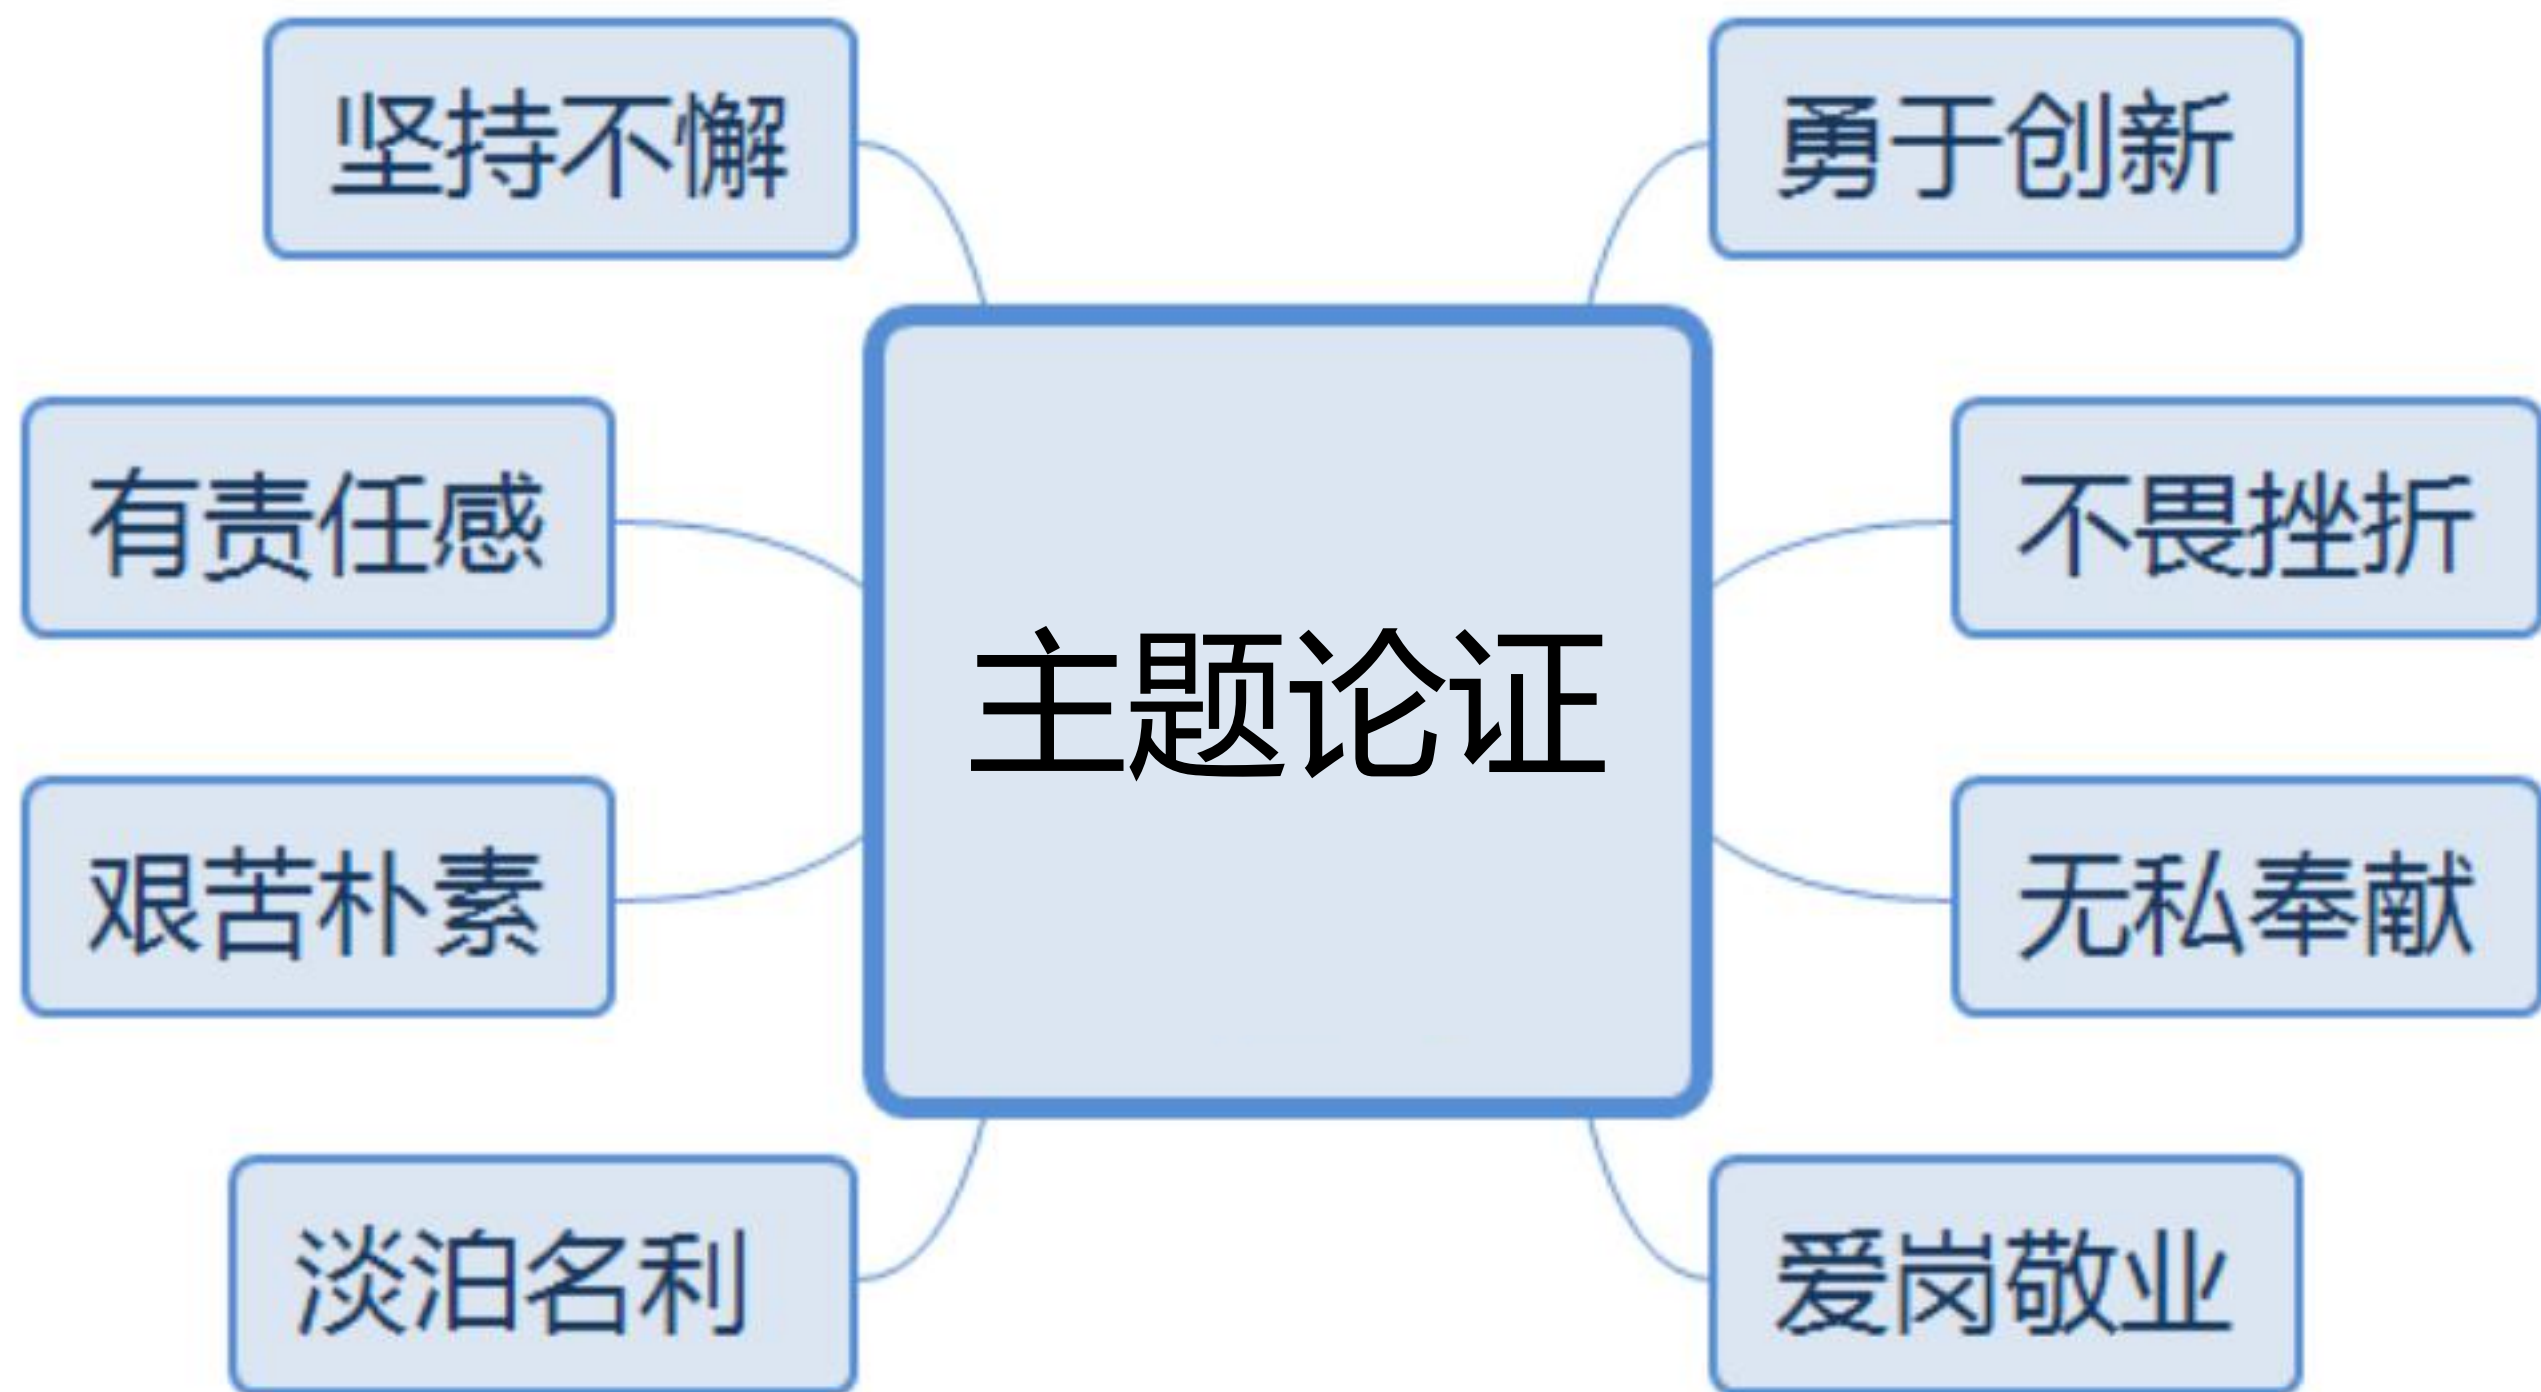 坚持不懈
勇于创新
有责任感
不畏挫折
主题论证
艰苦朴素
无私奉献
淡泊名利
爱岗敬业